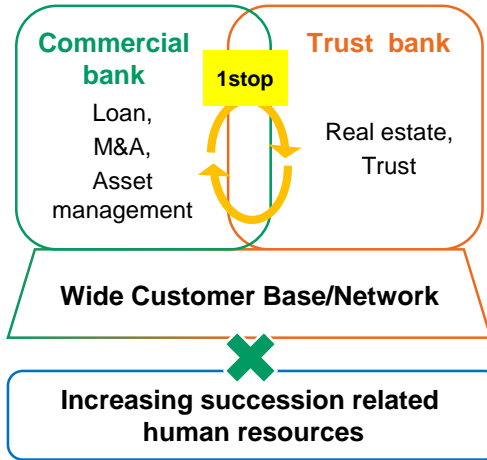 Commercial
bank
Trust bank
1stop
Loan,
M&A,
Asset
management
Real estate,
Trust
Wide Customer Base/Network
Increasing succession related
human resources